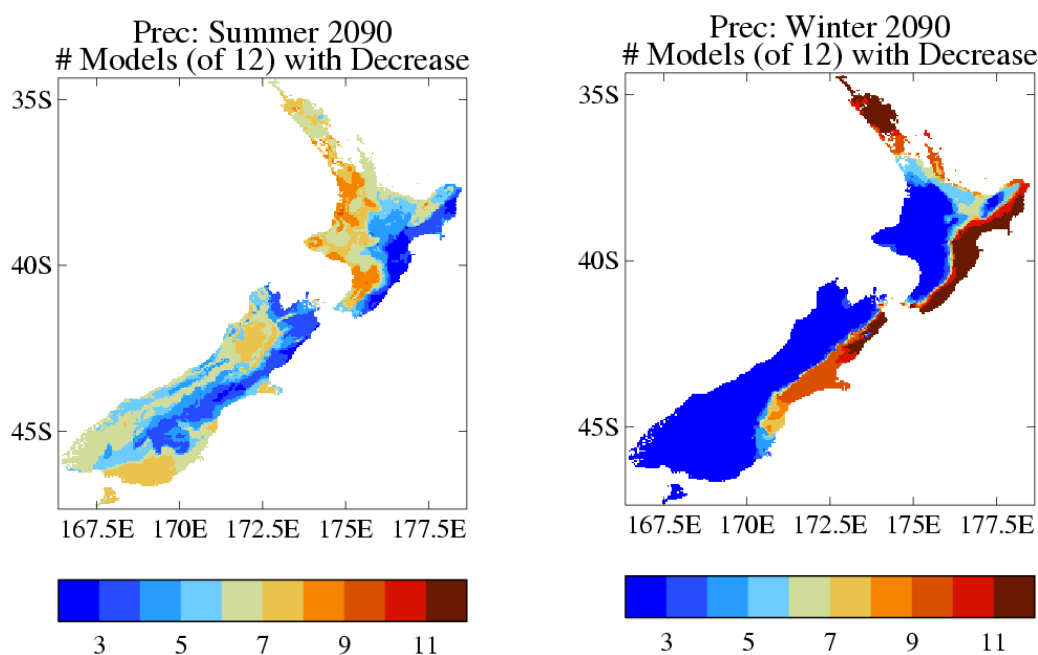 Prec: Summer 2090
# Models (of 12) with Decrease
35S
40S
45S
167.5E 170E 172.5E 175E 177.5E
3 5 7 9 11
Prec: Winter 2090
# Models (of 12) with Decrease
35S
40S
45S
167.5E 170E 172.5E 175E 177.5E
3 5 7 9 11